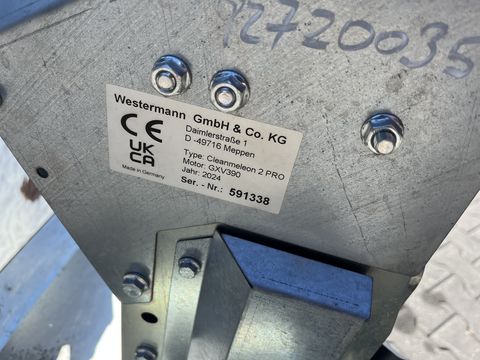 92720035
Westermann GmbH & Co. KG
Daimlerstraße 1
D -49716 Meppen
CE
UK
CA
Type: Cleanmeleon 2 PRO
Motor: GXV390
Made in Germany
Jahr: 2024
Ser. - Nr.: 591338